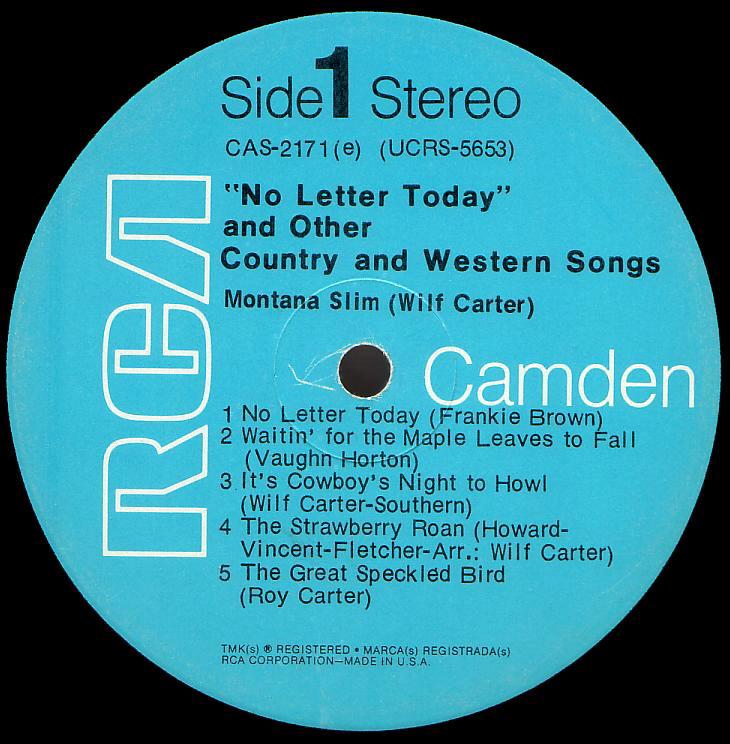 Side 1 Stereo
CAS-2171(e) (UCRS-5653)
"No Letter Today"
and Other
Country and Western Songs
Montana Slim (Wilf Carter)
RCA
Camden
1 No Letter Today (Frankie Brown)
2 Waitin' for the Maple Leaves to Fall
(Vaughn Horton)
3 It's Cowboy's Night to Howl
(Wilf Carter-Southern)
4 The Strawberry Roan (Howard-
Vincent-Fletcher-Arr.: Wilf Carter)
5 The Great Speckled Bird
(Roy Carter)
TMK(s) ® REGISTERED • MARCA(s) REGISTRADA(s)
RCA CORPORATION—MADE IN U.S.A.